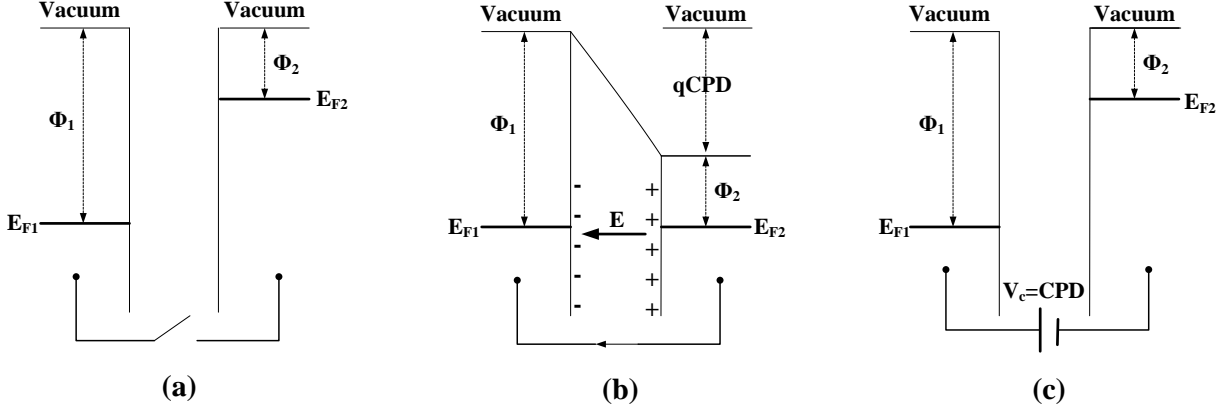 Vacuum Vacuum
Φ1
Φ2
EF2
EF1
(a)
Vacuum Vacuum
qCPD
Φ1
Φ2
- +
- +
E
EF1 EF2
- +
- +
- +
(b)
Vacuum Vacuum
Φ2
EF2
Φ1
EF1
Vc=CPD
(c)